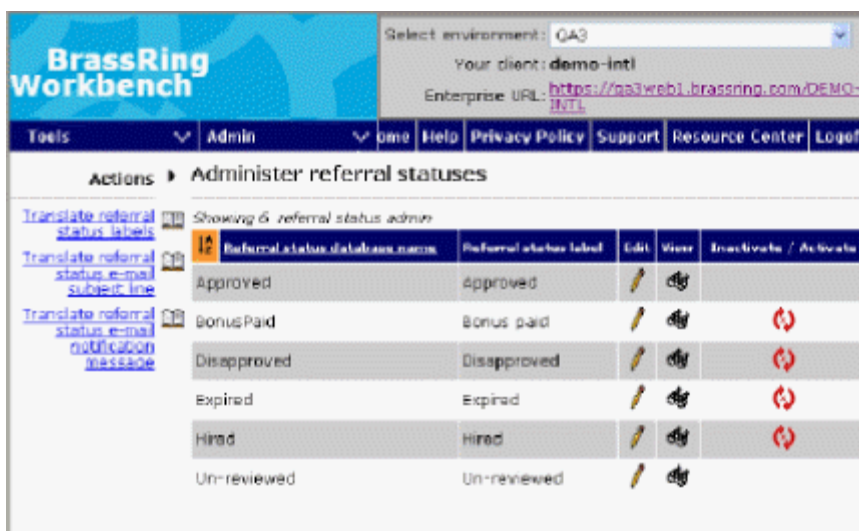 BrassRing
Workbench
Select environment: QA3
Your client: demo-intl
Enterprise URL: https://qa3web1.brassring.com/DEMO-
INTL
Tools Admin ome Help Privacy Policy Support Resource Center Logof
Actions Administer referral statuses
Translate referral
status labels
Translate referral
status e-mail
subject line
Translate referral
status e-mail
notification
message
Showing 6 referral status admin
Referral status database name Referral status label Edit View Inactivate / Activate
Approved Approved
BonusPaid Bonus paid
Disapproved Disapproved
Expired Expired
Hired Hired
Un-reviewed Un-reviewed